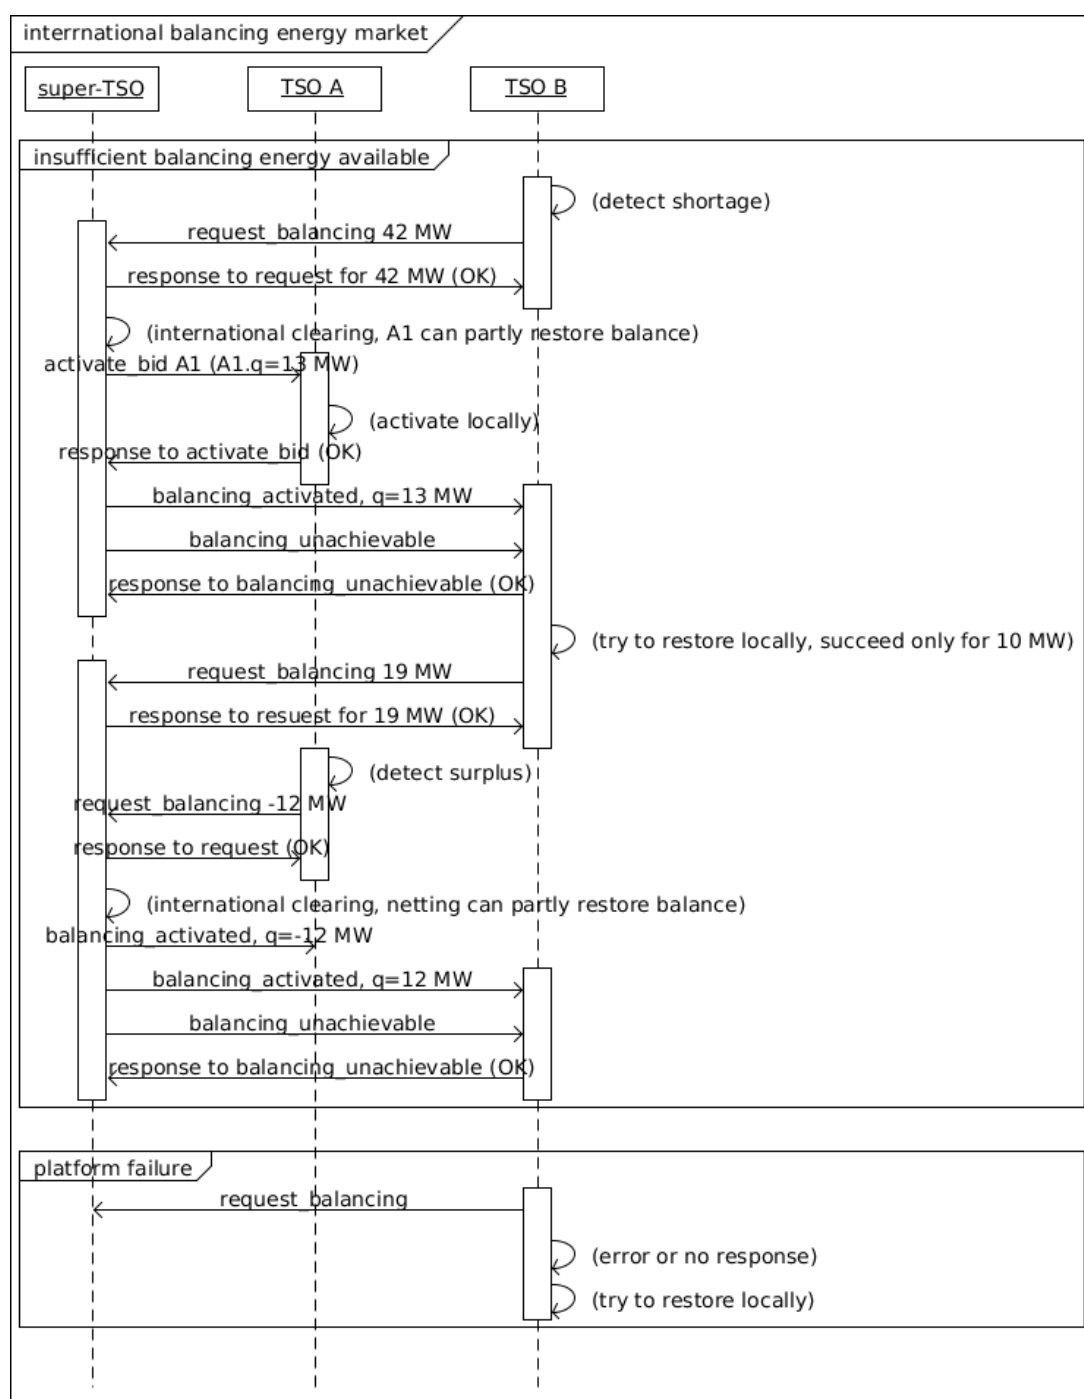 interrnational balancing energy market
super-TSO
TSO A
TSO B
insufficient balancing energy available
(detect shortage)
request_balancing 42 MW
response to request for 42 MW (OK)
(international clearing, A1 can partly restore balance)
activate_bid A1 (A1.q=13 MW)
(activate locally)
response to activate_bid (OK)
balancing_activated, q=13 MW
balancing_unachievable
response to balancing_unachievable (OK)
(try to restore locally, succeed only for 10 MW)
request_balancing 19 MW
response to resuest for 19 MW (OK)
(detect surplus)
request_balancing -12 MW
response to request (OK)
(international clearing, netting can partly restore balance)
balancing_activated, q=-12 MW
balancing_activated, q=12 MW
balancing_unachievable
response to balancing_unachievable (OK)
platform failure
request_balancing
(error or no response)
(try to restore locally)